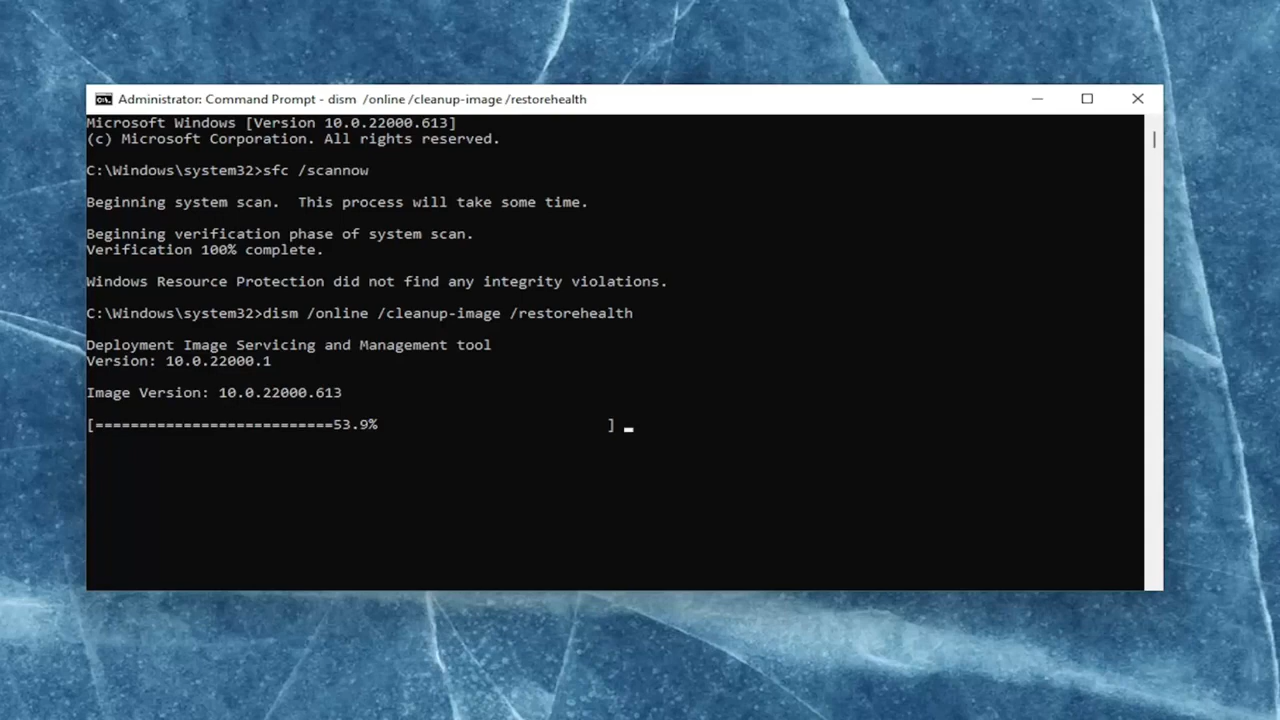 Administrator: Command Prompt - dism  /online /cleanup-image /restorehealth
Microsoft Windows [Version 10.0.22000.613]
(c) Microsoft Corporation. All rights reserved.
C:\Windows\system32>sfc /scannow
Beginning system scan.  This process will take some time.
Beginning verification phase of system scan.
Verification 100% complete.
Windows Resource Protection did not find any integrity violations.
C:\Windows\system32>dism /online /cleanup-image /restorehealth
Deployment Image Servicing and Management tool
Version: 10.0.22000.1
Image Version: 10.0.22000.613
[===========================53.9%                          ]